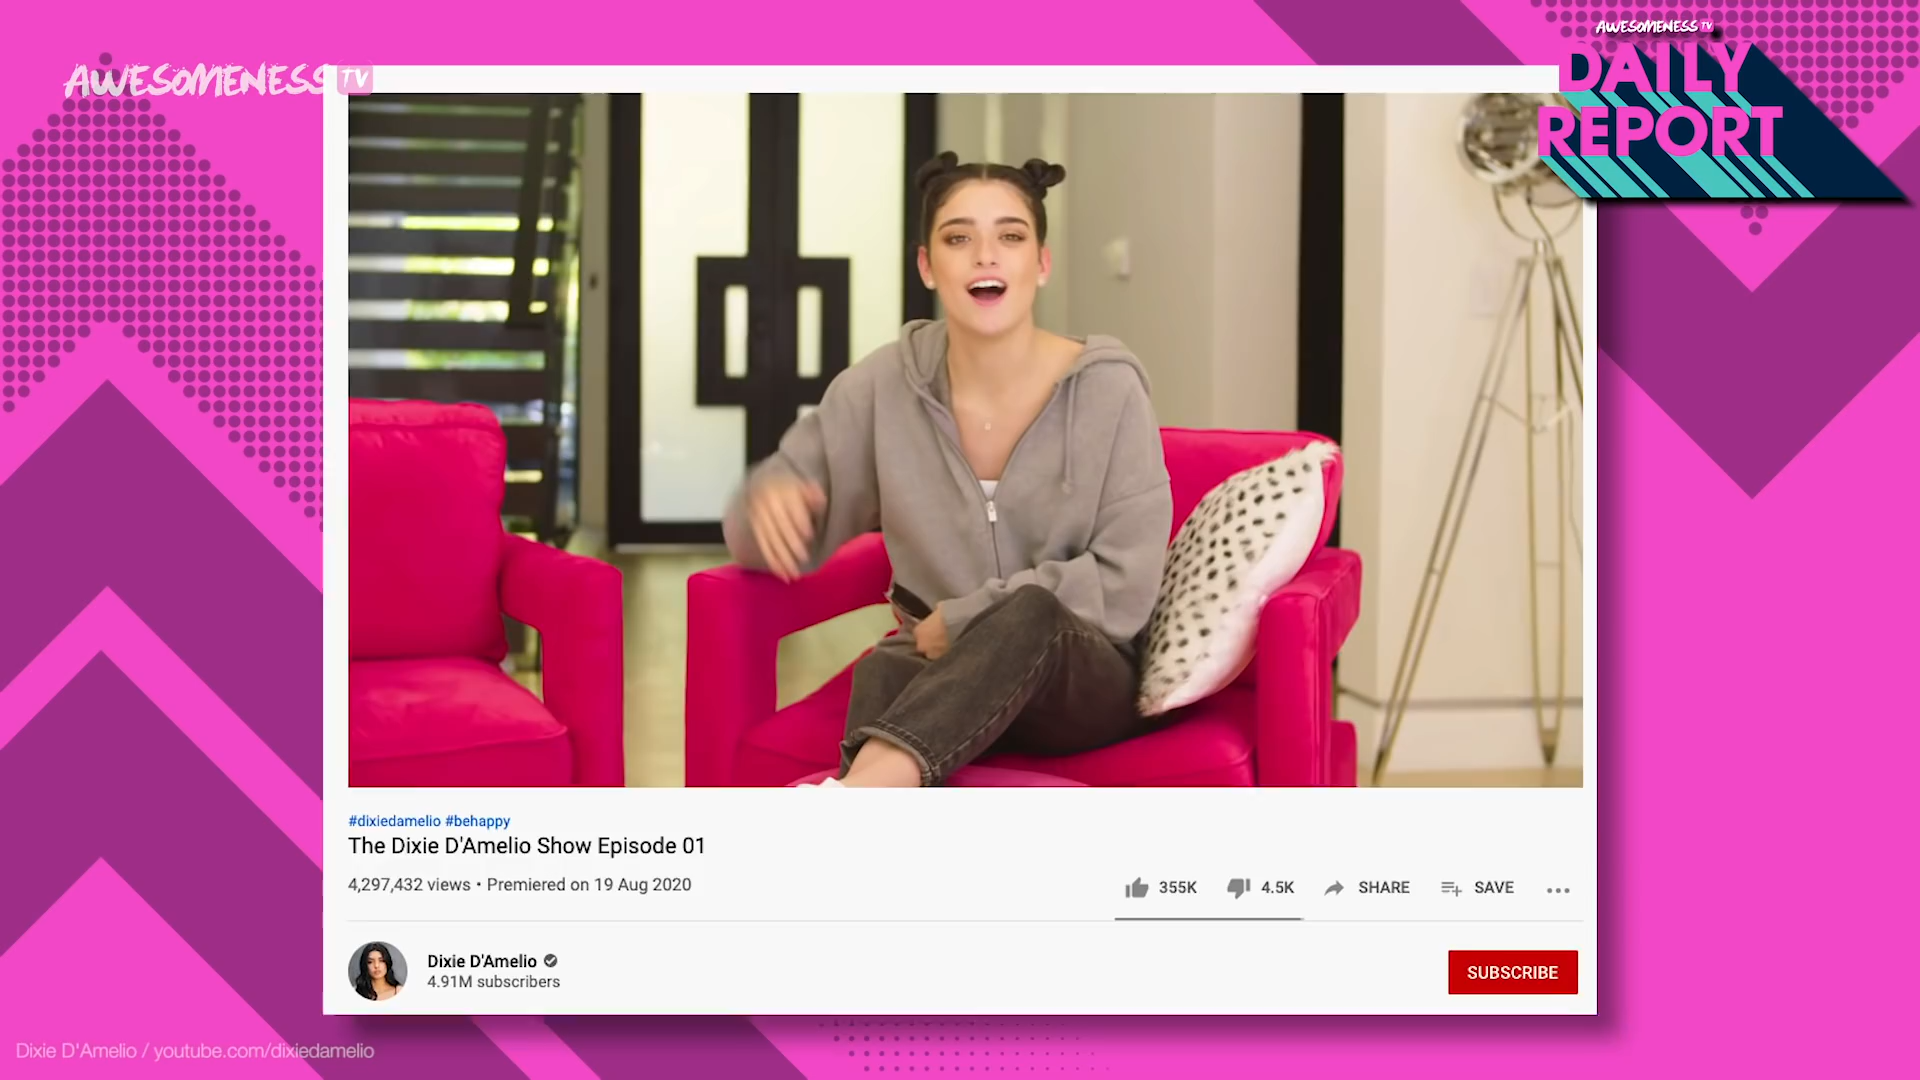 AWESOMENESS TV
AWESOMENESS TV
DAILY
REPORT
#dixiedamelio #behappy
The Dixie D'Amelio Show Episode 01
4,297,432 views • Premiered on 19 Aug 2020
355K
4.5K
SHARE
SAVE
Dixie D'Amelio
4.91M subscribers
SUBSCRIBE
Dixie D'Amelio / youtube.com/dixiedamelio